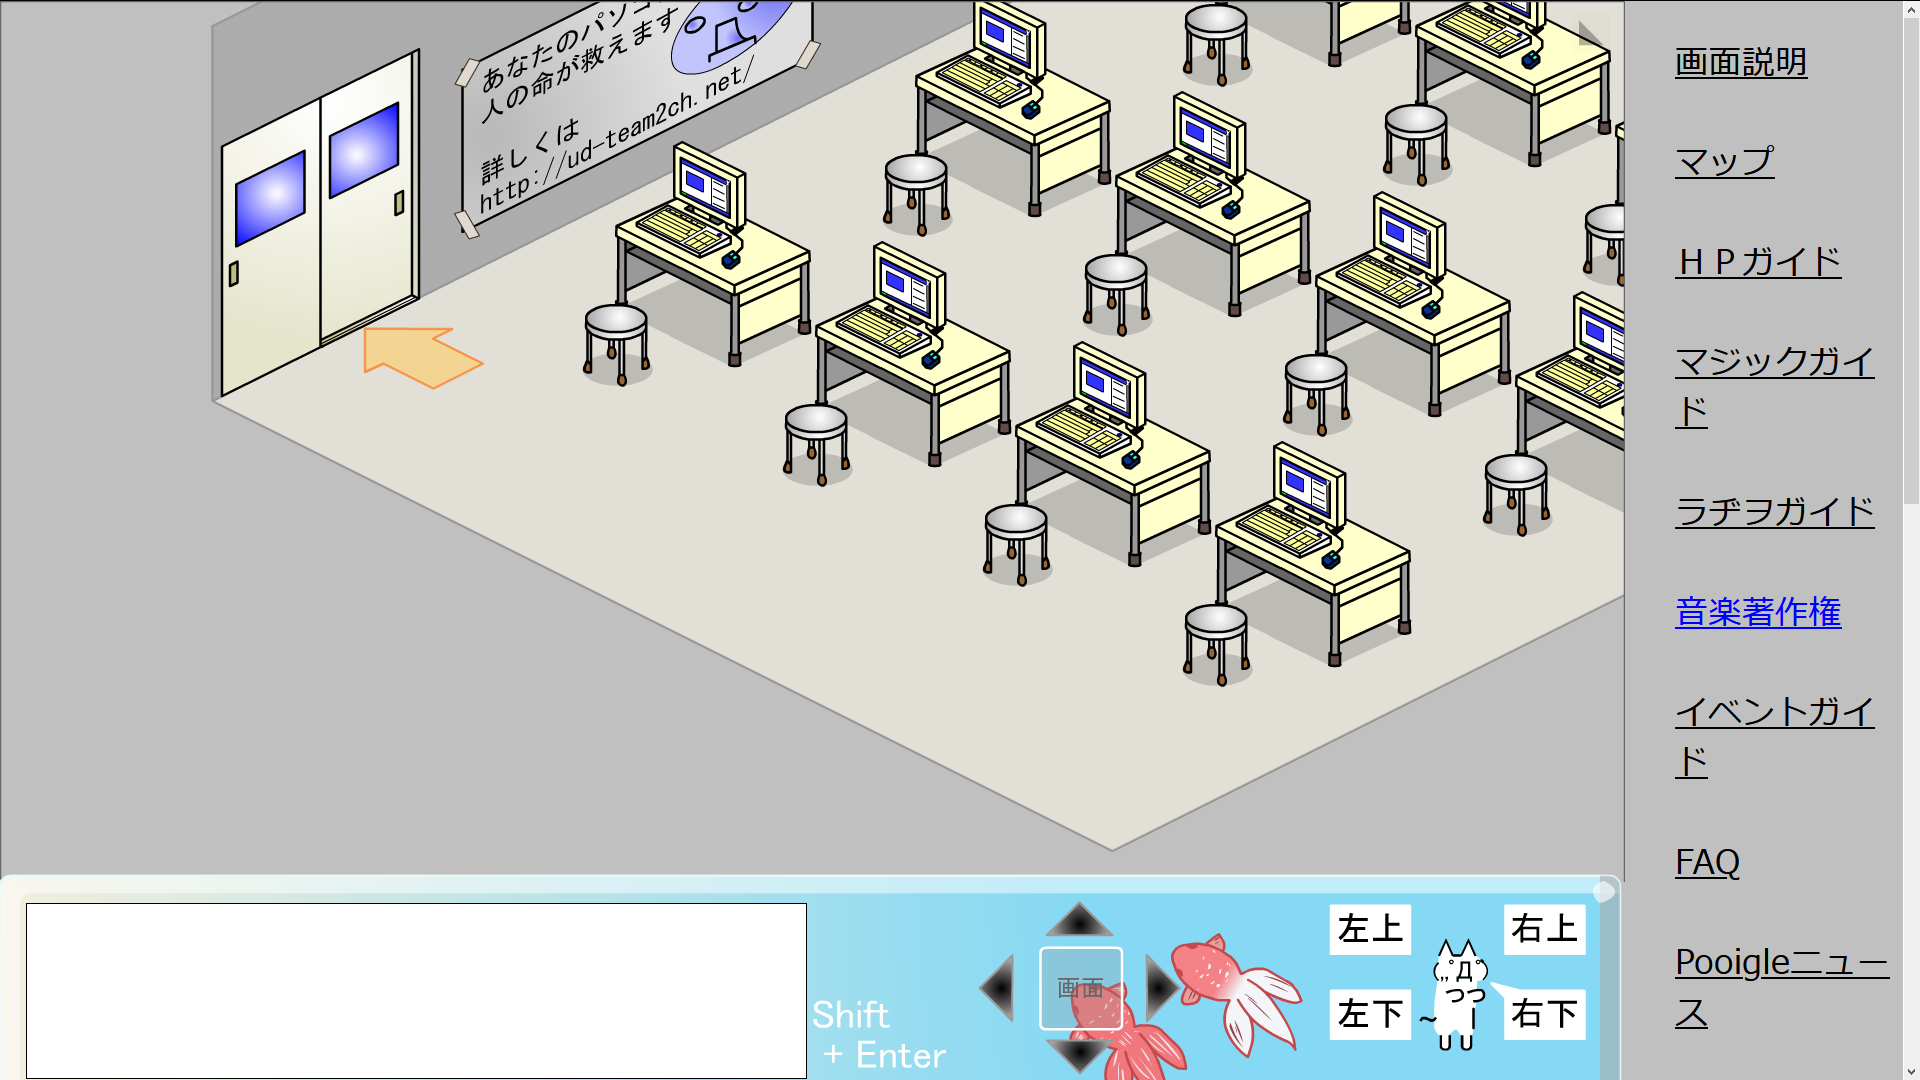 あなたのパソコ
人の命が救えます
詳しくは
http://ud-team2ch.net/
画面説明
マップ
ＨＰガイド
マジックガイ
ド
ラヂヲガイド
音楽著作権
イベントガイ
ド
FAQ
Pooigleニュー
ス
Shift
+ Enter
画面
左上
右上
左下
右下